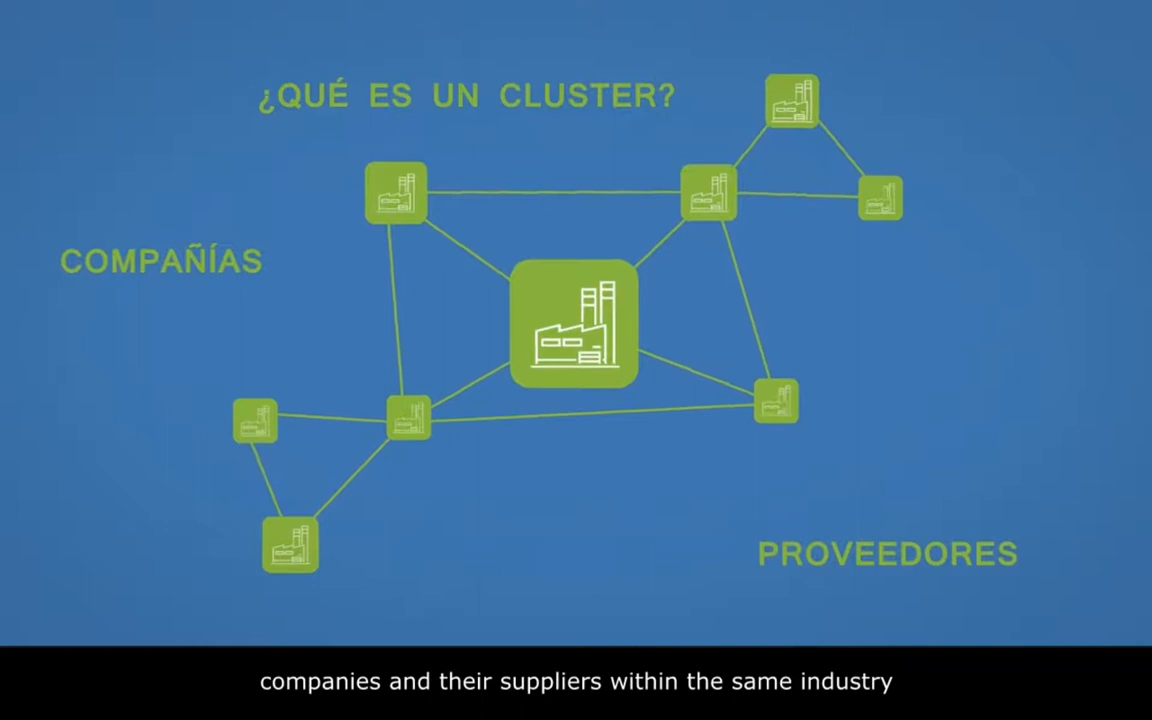 ¿QUÉ ES UN CLUSTER?
COMPAÑÍAS
PROVEEDORES
companies and their suppliers within the same industry